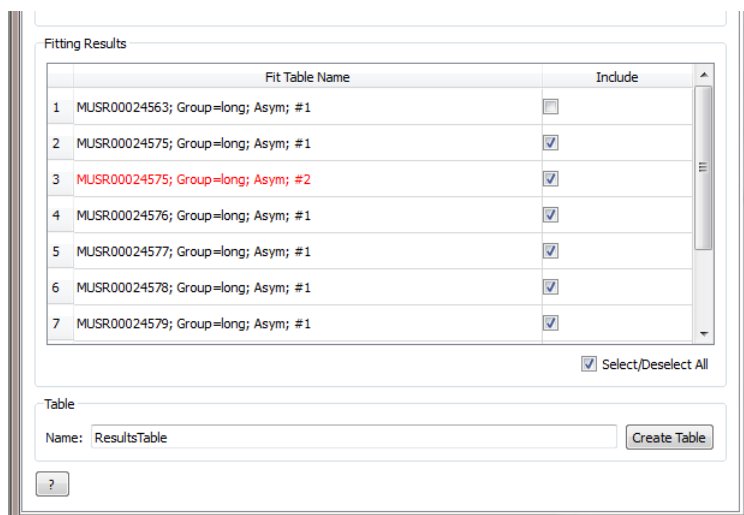 Fitting Results
Fit Table Name Include
1 MUSR00024563; Group=long; Asym; #1
2 MUSR00024575; Group=long; Asym; #1
3 MUSR00024575; Group=long; Asym; #2
4 MUSR00024576; Group=long; Asym; #1
5 MUSR00024577; Group=long; Asym; #1
6 MUSR00024578; Group=long; Asym; #1
7 MUSR00024579; Group=long; Asym; #1
Select/Deselect All
Table
Name: ResultsTable Create Table
?